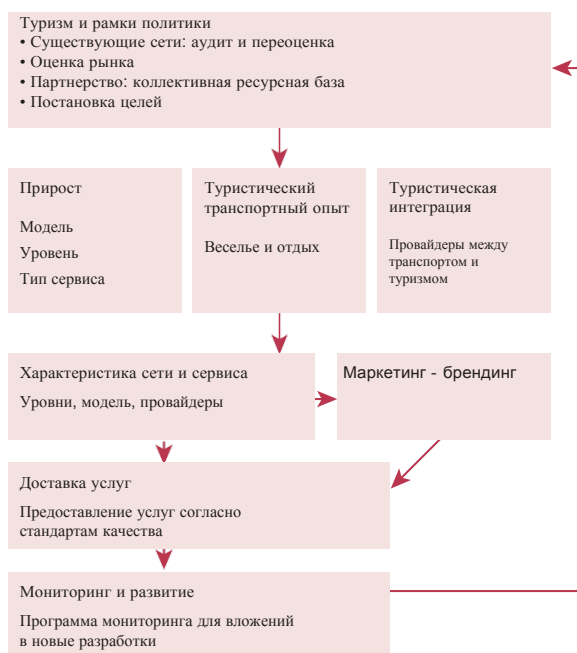 Туризм и рамки политики
• Существующие сети: аудит и переоценка
• Оценка рынка
• Партнерство: коллективная ресурсная база
• Постановка целей
Прирост
Модель
Уровень
Тип сервиса
Туристический
транспортный опыт
Веселье и отдых
Туристическая
интеграция
Провайдеры между
транспортом и
туризмом
Характеристика сети и сервиса
Уровни, модель, провайдеры
Маркетинг - брендинг
Доставка услуг
Предоставление услуг согласно
стандартам качества
Мониторинг и развитие
Программа мониторинга для вложений
в новые разработки